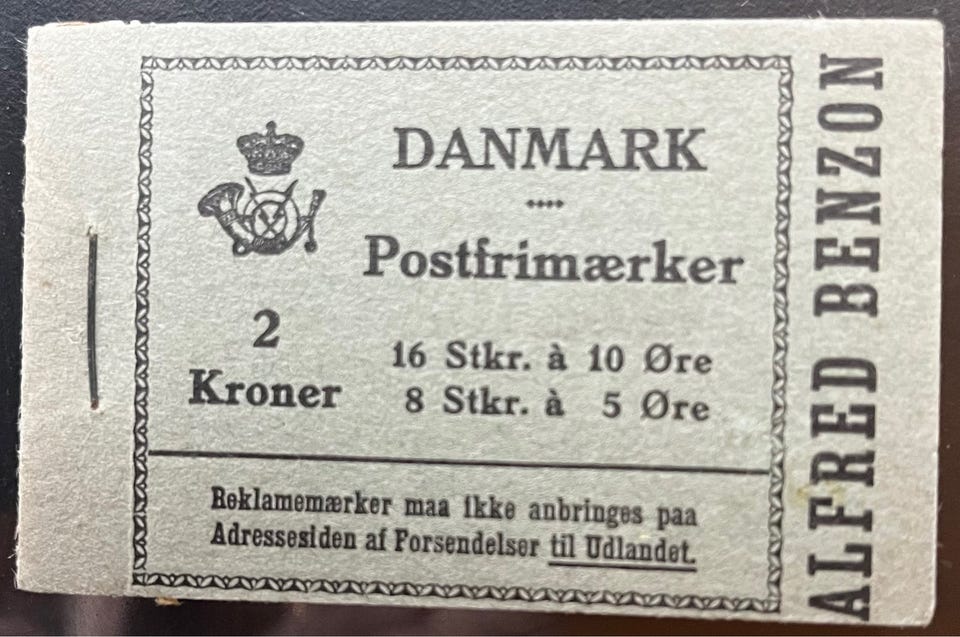 DANMARK
Postfrimærker
2
Kroner
16 Stkr. à 10 Øre
8 Stkr. à 5 Øre
Reklamemærker maa ikke anbringes paa
Adressesiden af Forsendelser til Udlandet.
ALFRED BENZON